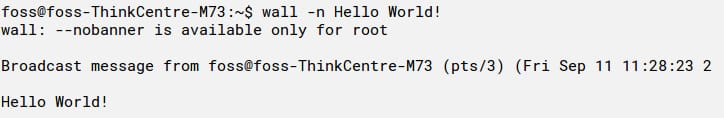 foss@foss-ThinkCentre-M73:~$ wall -n Hello World!
wall: --nobanner is available only for root
Broadcast message from foss@foss-ThinkCentre-M73 (pts/3) (Fri Sep 11 11:28:23 2
Hello World!